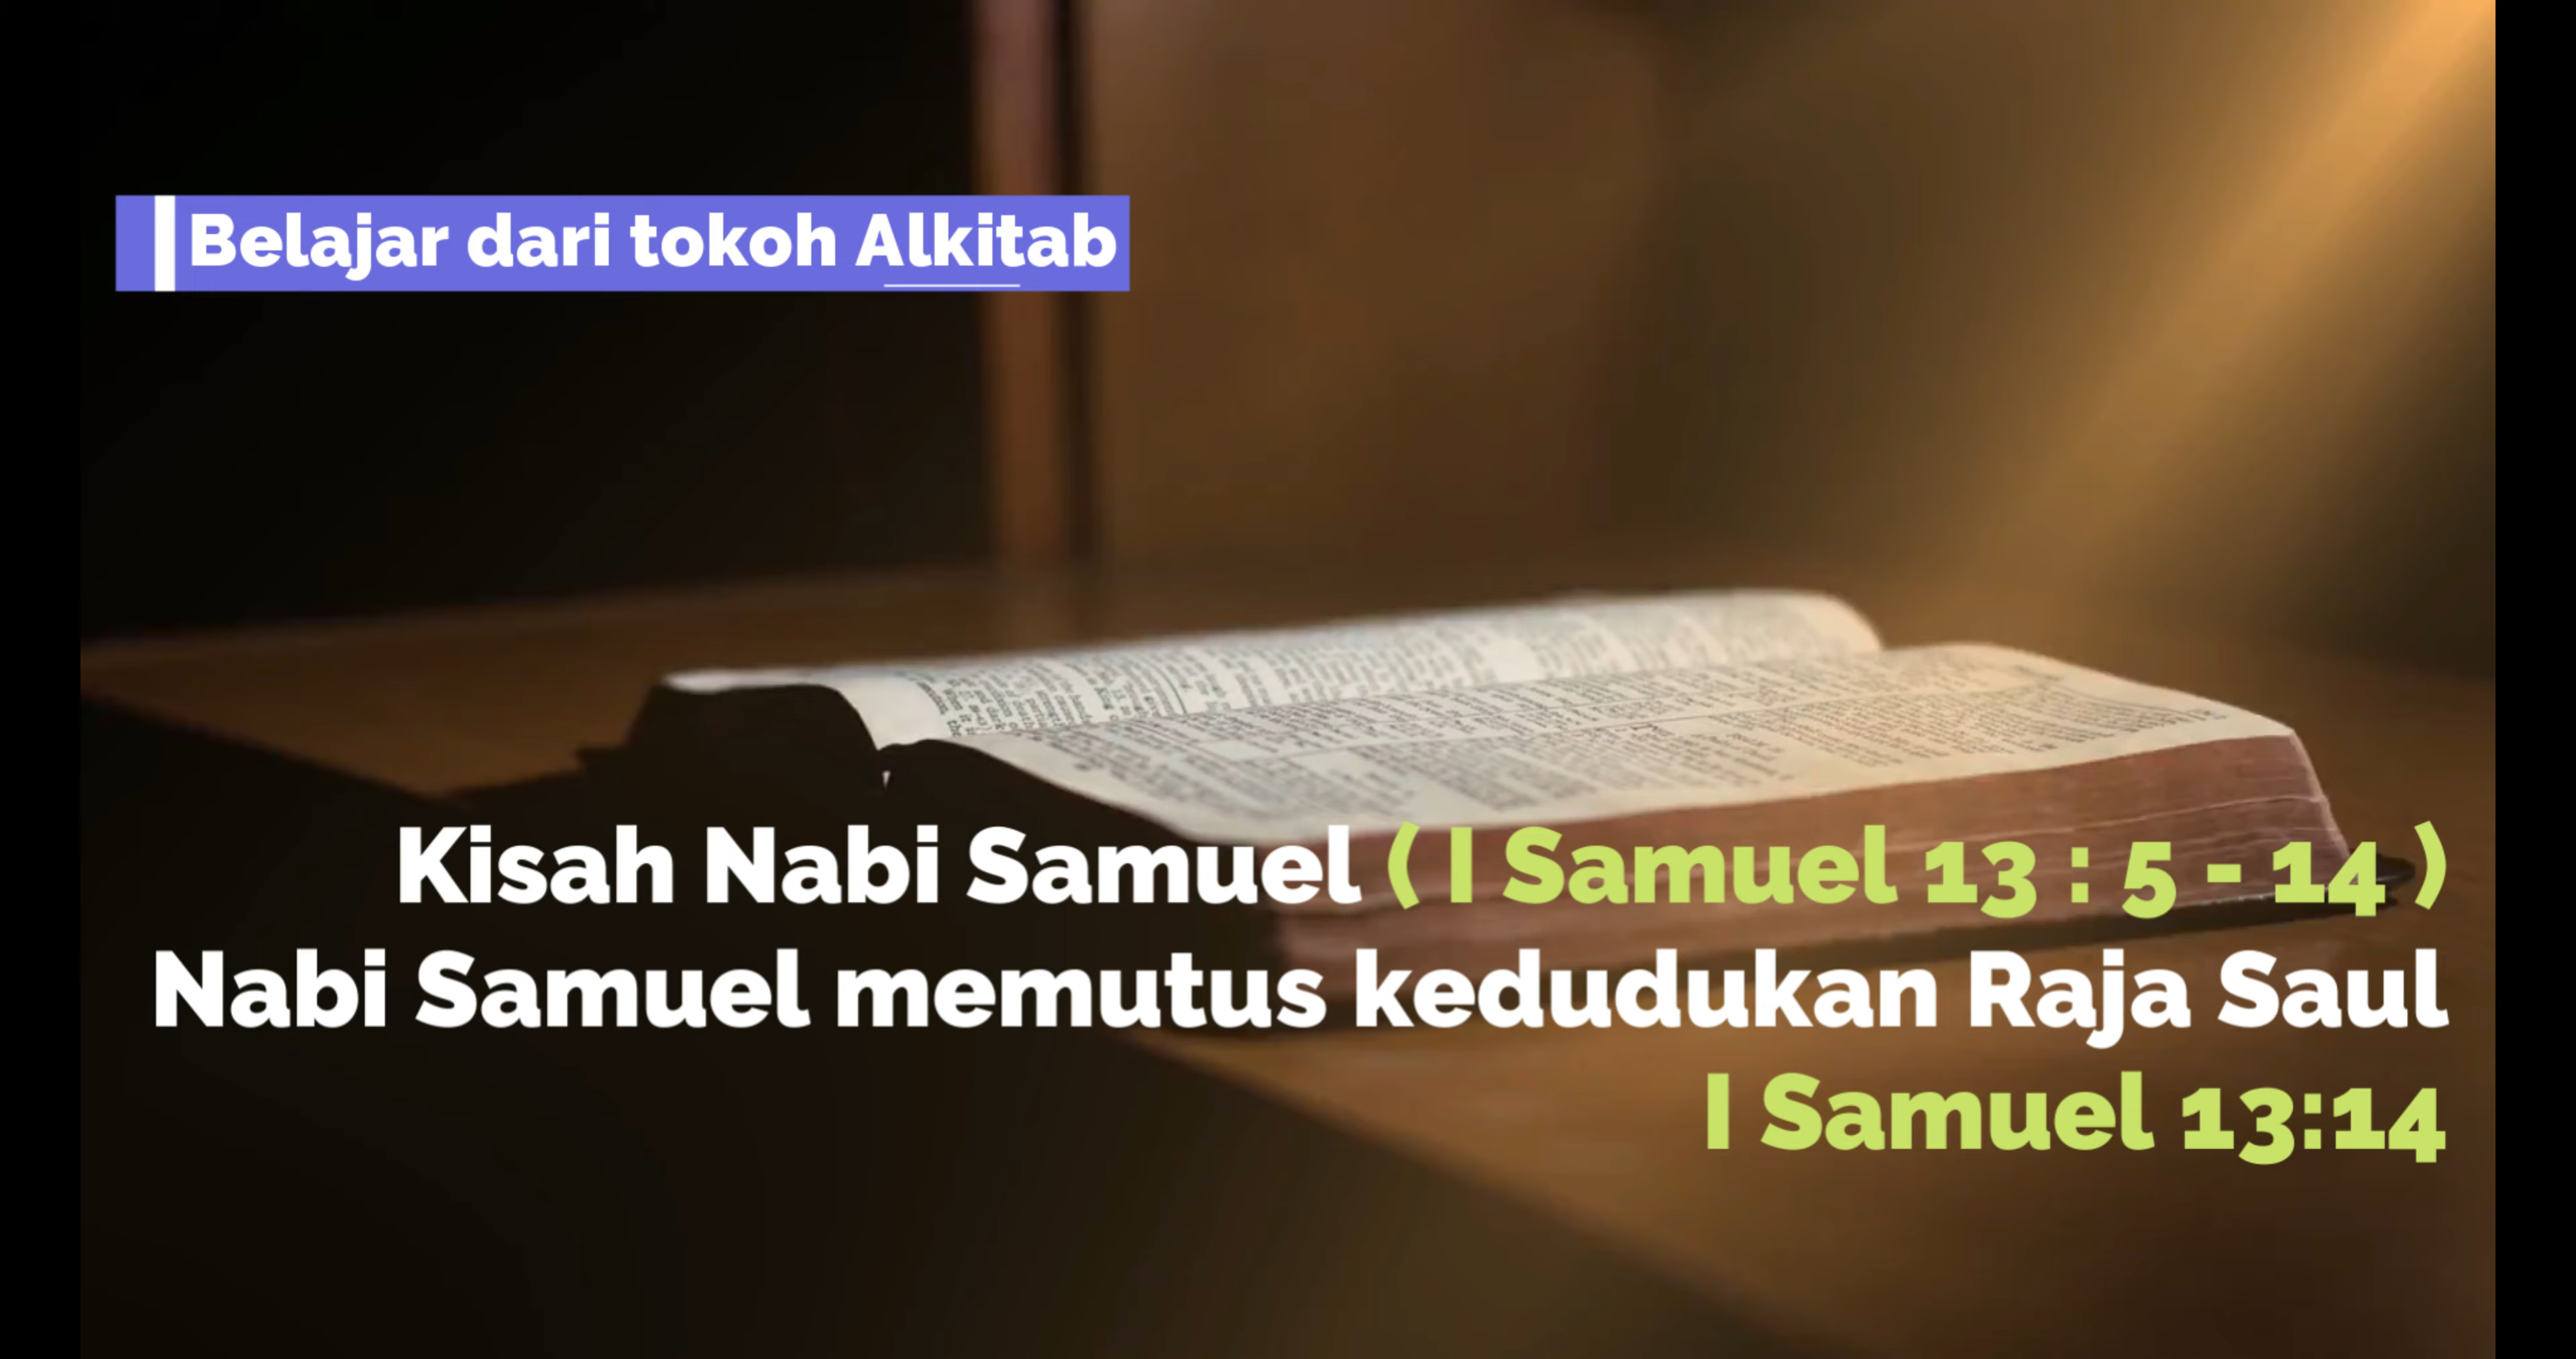 Belajar dari tokoh Alkitab
Kisah Nabi Samuel ( I Samuel 13 : 5 - 14 )
Nabi Samuel memutus kedudukan Raja Saul
I Samuel 13:14